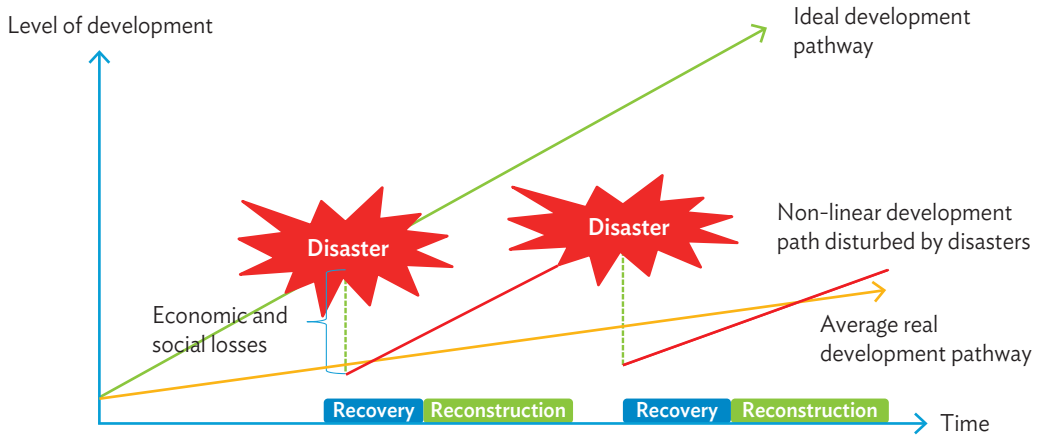 Level of development
Ideal development
pathway
Disaster
Disaster
Non-linear development
path disturbed by disasters
Economic and
social losses
Average real
development pathway
Recovery
Reconstruction
Recovery
Reconstruction
Time